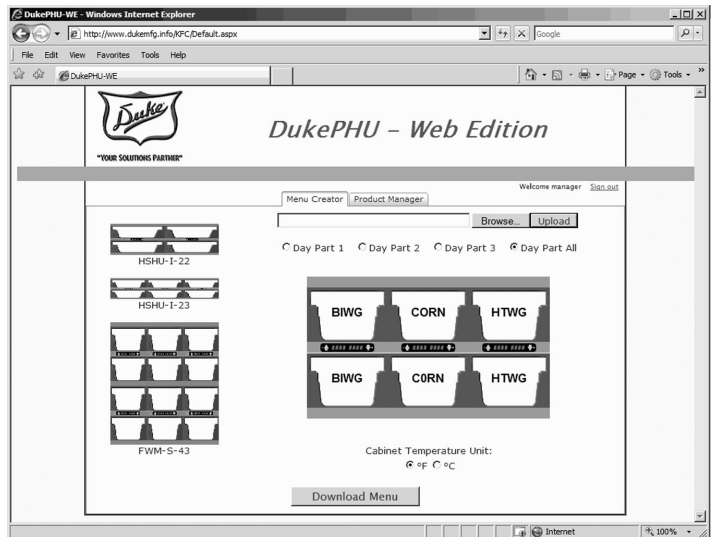 DukePHU-WE - Windows Internet Explorer
http://www.dukemfg.info/KFC/Default.aspx
Google
File Edit View Favorites Tools Help
DukePHU-WE
Page Tools
Duke
"YOUR SOLUTIONS PARTNER"
DukePHU – Web Edition
Welcome manager Sign out
Menu Creator Product Manager
Browse... Upload
Day Part 1 Day Part 2 Day Part 3 Day Part All
HSHU-I-22
HSHU-I-23
FWM-S-43
BIWG CORN HTWG
BIWG C0RN HTWG
Cabinet Temperature Unit:
°F °C
Download Menu
Internet 100%